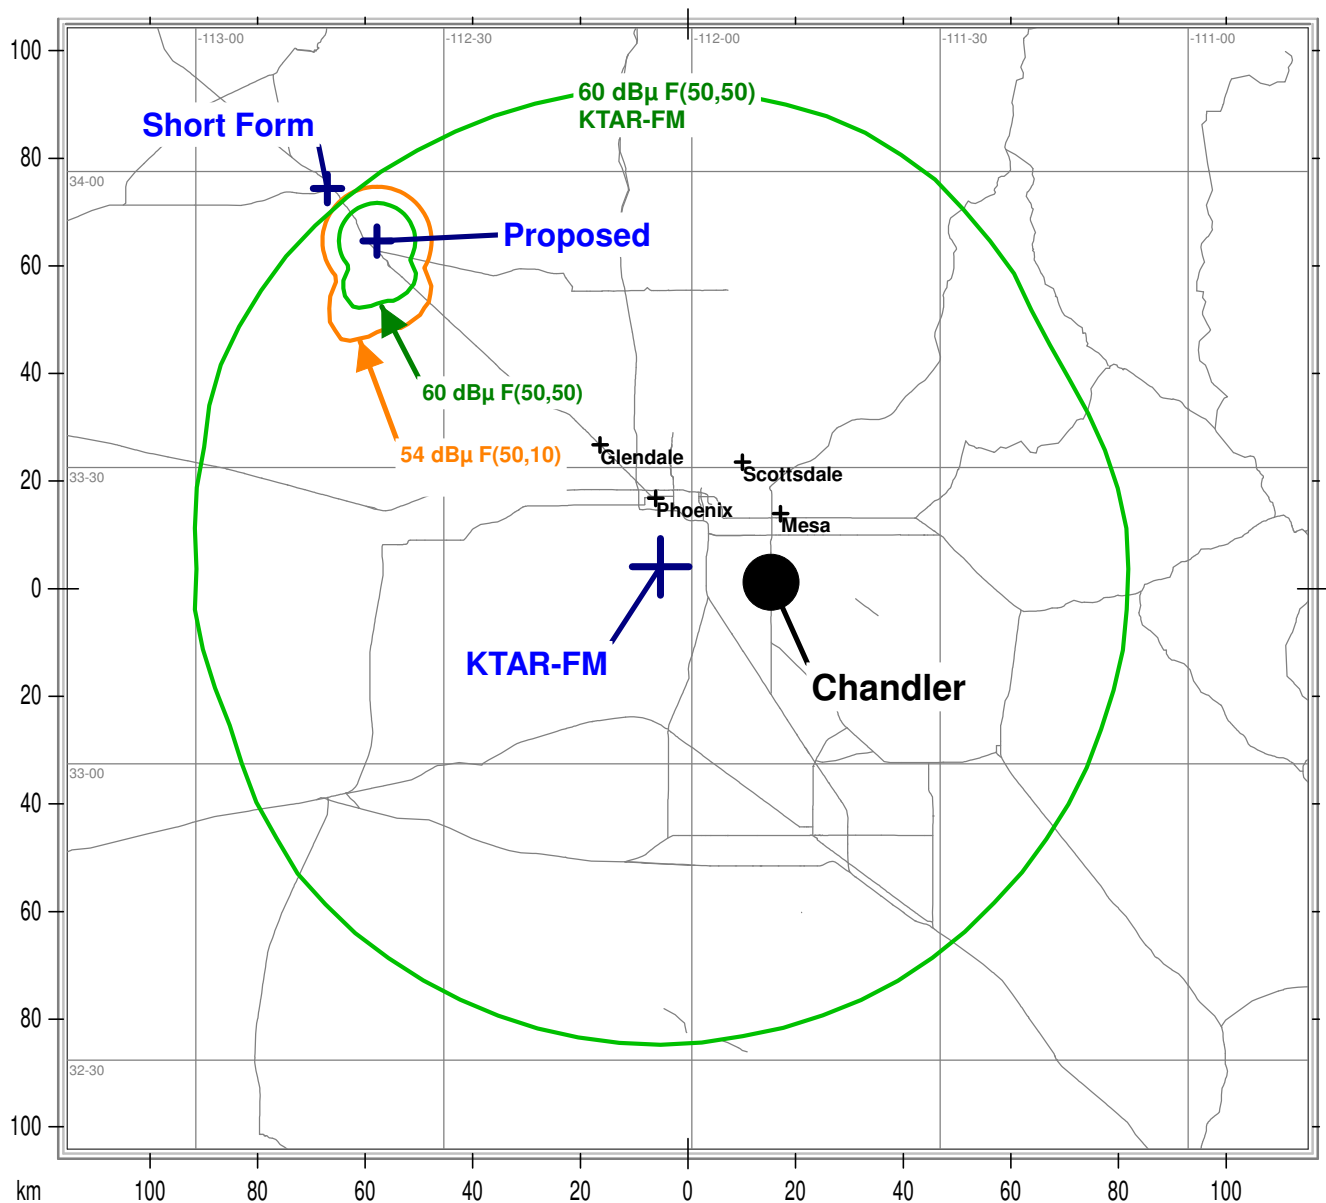 100
-113-00
-112-30
-112-00
-111-30
-111-00
60 dBµ F(50,50)
KTAR-FM
Short Form
80
34-00
Proposed
60
40
60 dBµ F(50,50)
54 dBµ F(50,10)
Glendale
Scottsdale
20
33-30
Phoenix
Mesa
0
KTAR-FM
Chandler
20
33-00
40
60
80
32-30
100
km
100
80
60
40
20
0
20
40
60
80
100